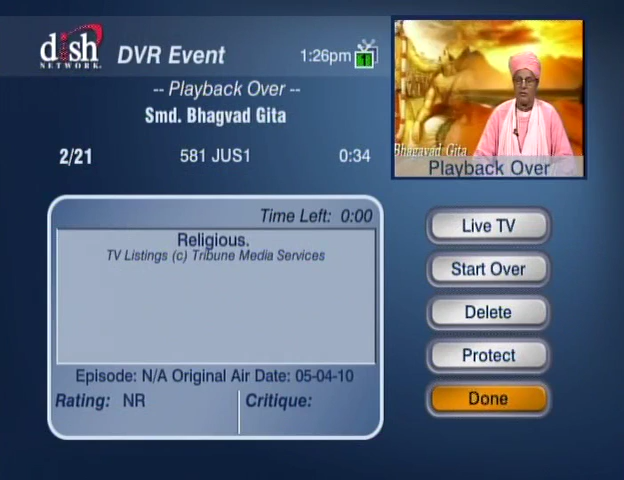 dish
NETWORK.
DVR Event
1:26pm
1
-- Playback Over --
Smd. Bhagvad Gita
2/21
581 JUS1
0:34
Bhagavad Gita
Playback Over
Time Left: 0:00
Religious.
TV Listings (c) Tribune Media Services
Episode: N/A Original Air Date: 05-04-10
Rating: NR
Critique:
Live TV
Start Over
Delete
Protect
Done